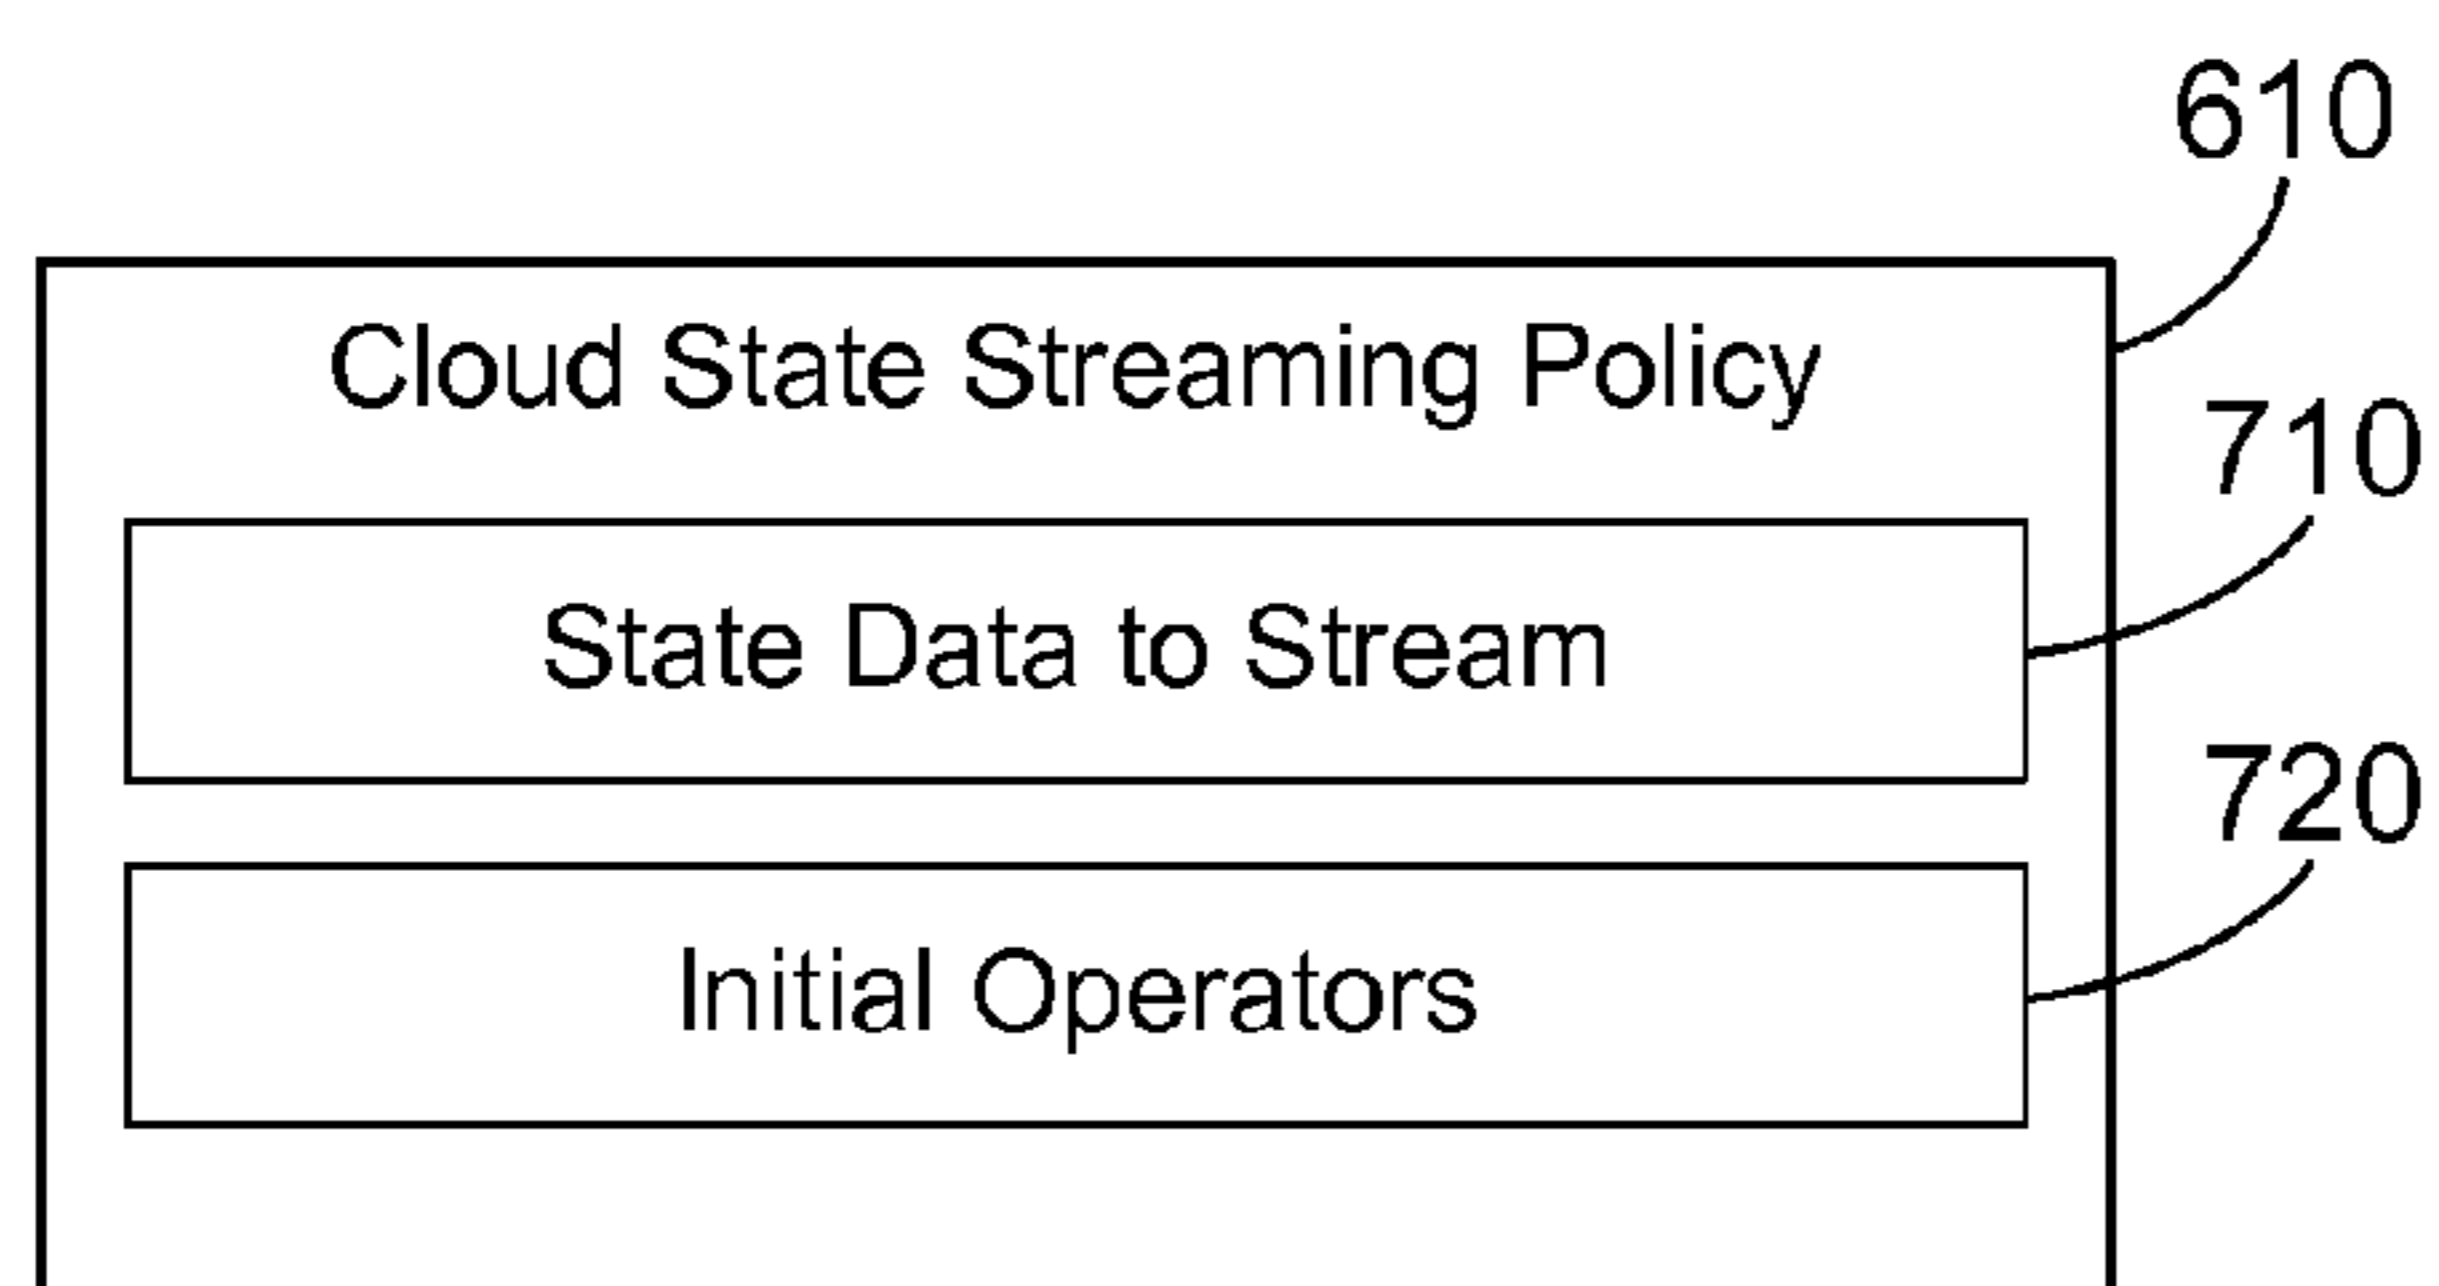 610
Cloud State Streaming Policy
710
State Data to Stream
720
Initial Operators